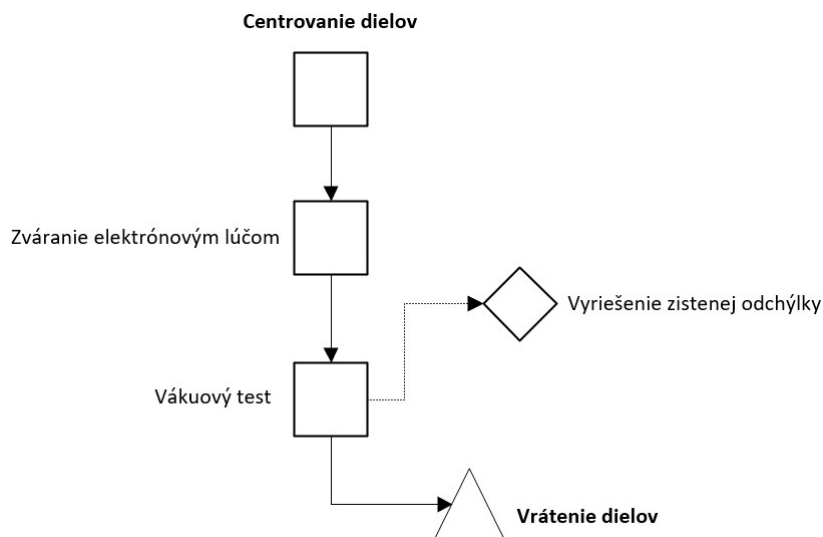 Centrovanie dielov
Zváranie elektrónovým lúčom
Vyriešenie zistenej odchýlky
Vákuový test
Vrátenie dielov